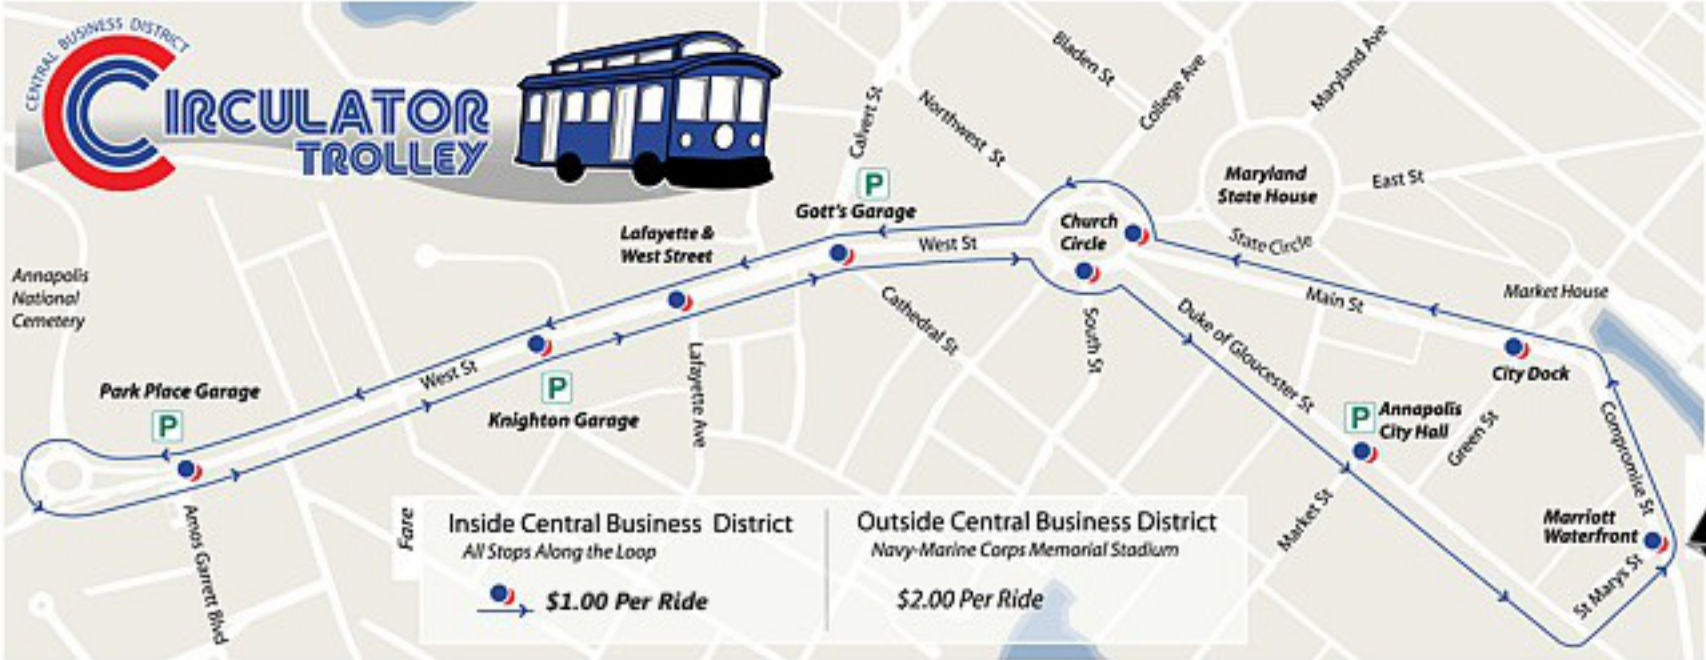 CENTRAL BUSINESS DISTRICT
CIRCULATOR
TROLLEY
Bladen St
College Ave
Maryland Ave
Calvert St
Northwest St
P
Gott's Garage
Maryland
State House
East St
Church
Circle
State Circle
Lafayette &
West Street
West St
Annapolis
National
Cemetery
Cathedral St
South St
Duke of Gloucester St
Main St
Market House
City Dock
Park Place Garage
P
West St
P
Knighton Garage
Lafayette Ave
P
Annapolis
City Hall
Green St
Compromise St
Market St
Marriott
Waterfront
St Marys St
Amos Garrett Blvd
Fare
Inside Central Business District
All Stops Along the Loop
$1.00 Per Ride
Outside Central Business District
Navy-Marine Corps Memorial Stadium
$2.00 Per Ride